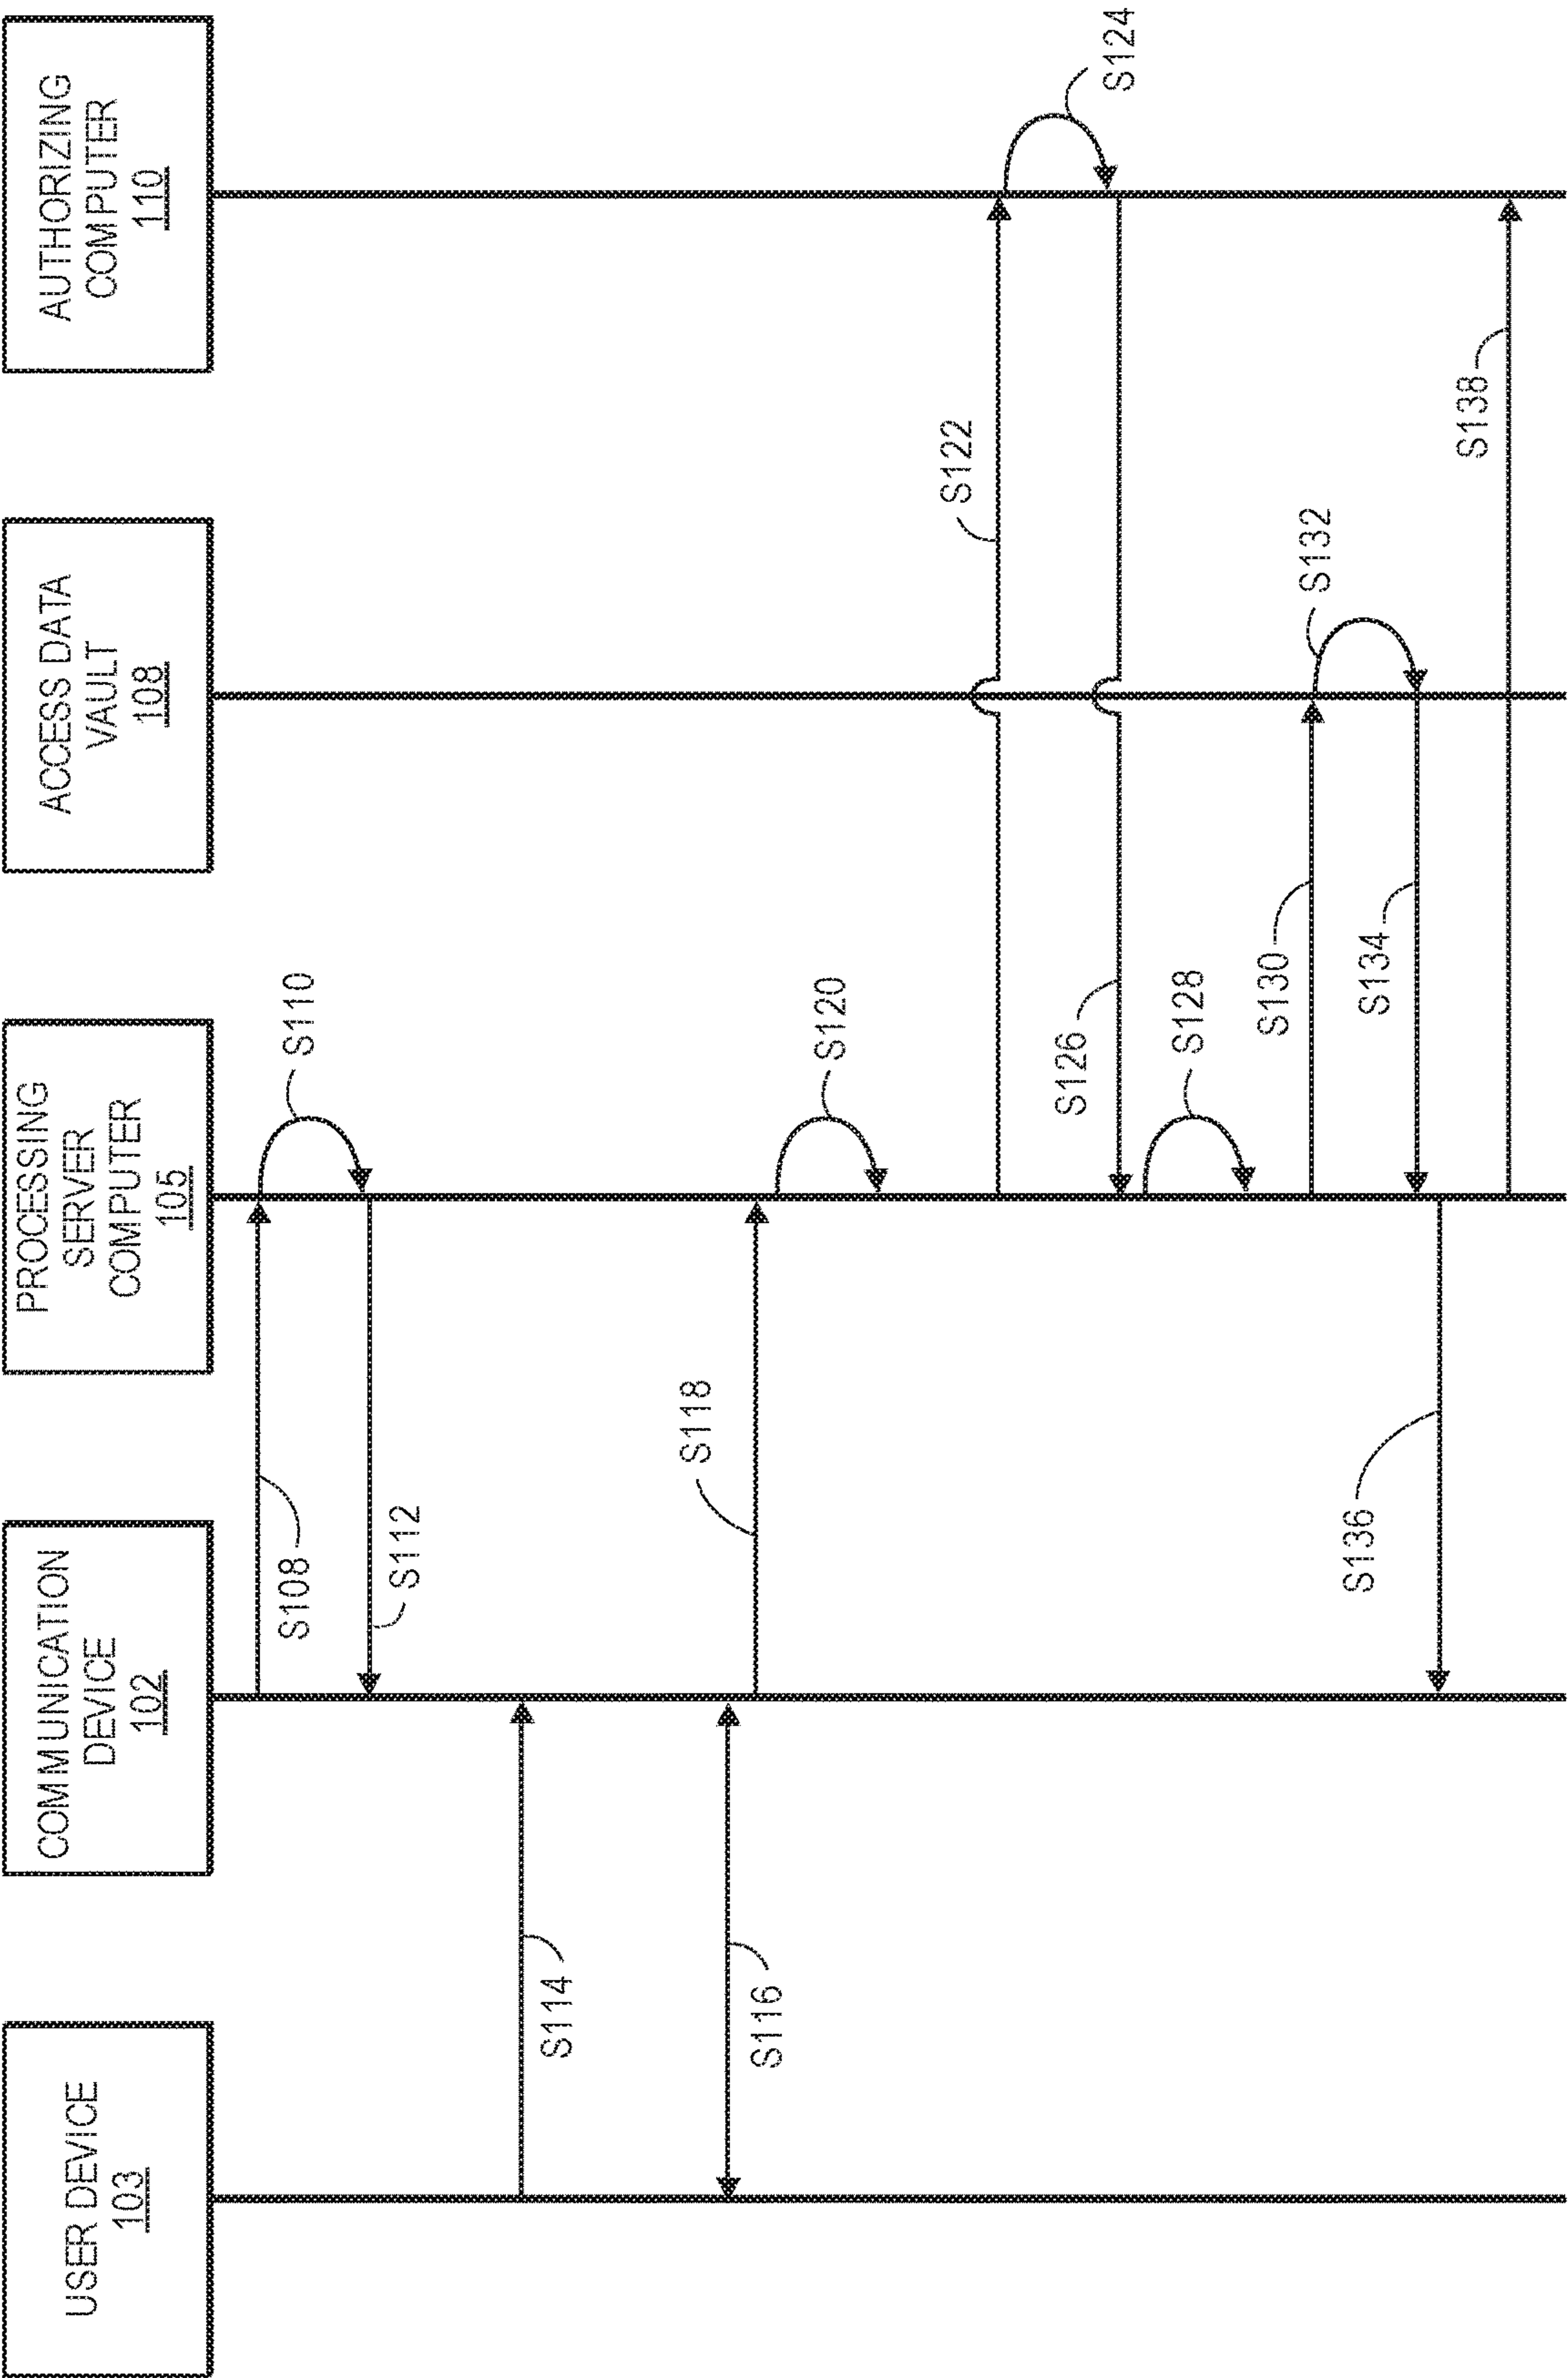 USER DEVICE
103
COMMUNICATION
DEVICE
102
PROCESSING
SERVER
COMPUTER
105
ACCESS DATA
VAULT
108
AUTHORIZING
COMPUTER
110
S108
S110
S112
S114
S116
S118
S120
S122
S124
S126
S128
S130
S132
S134
S136
S138